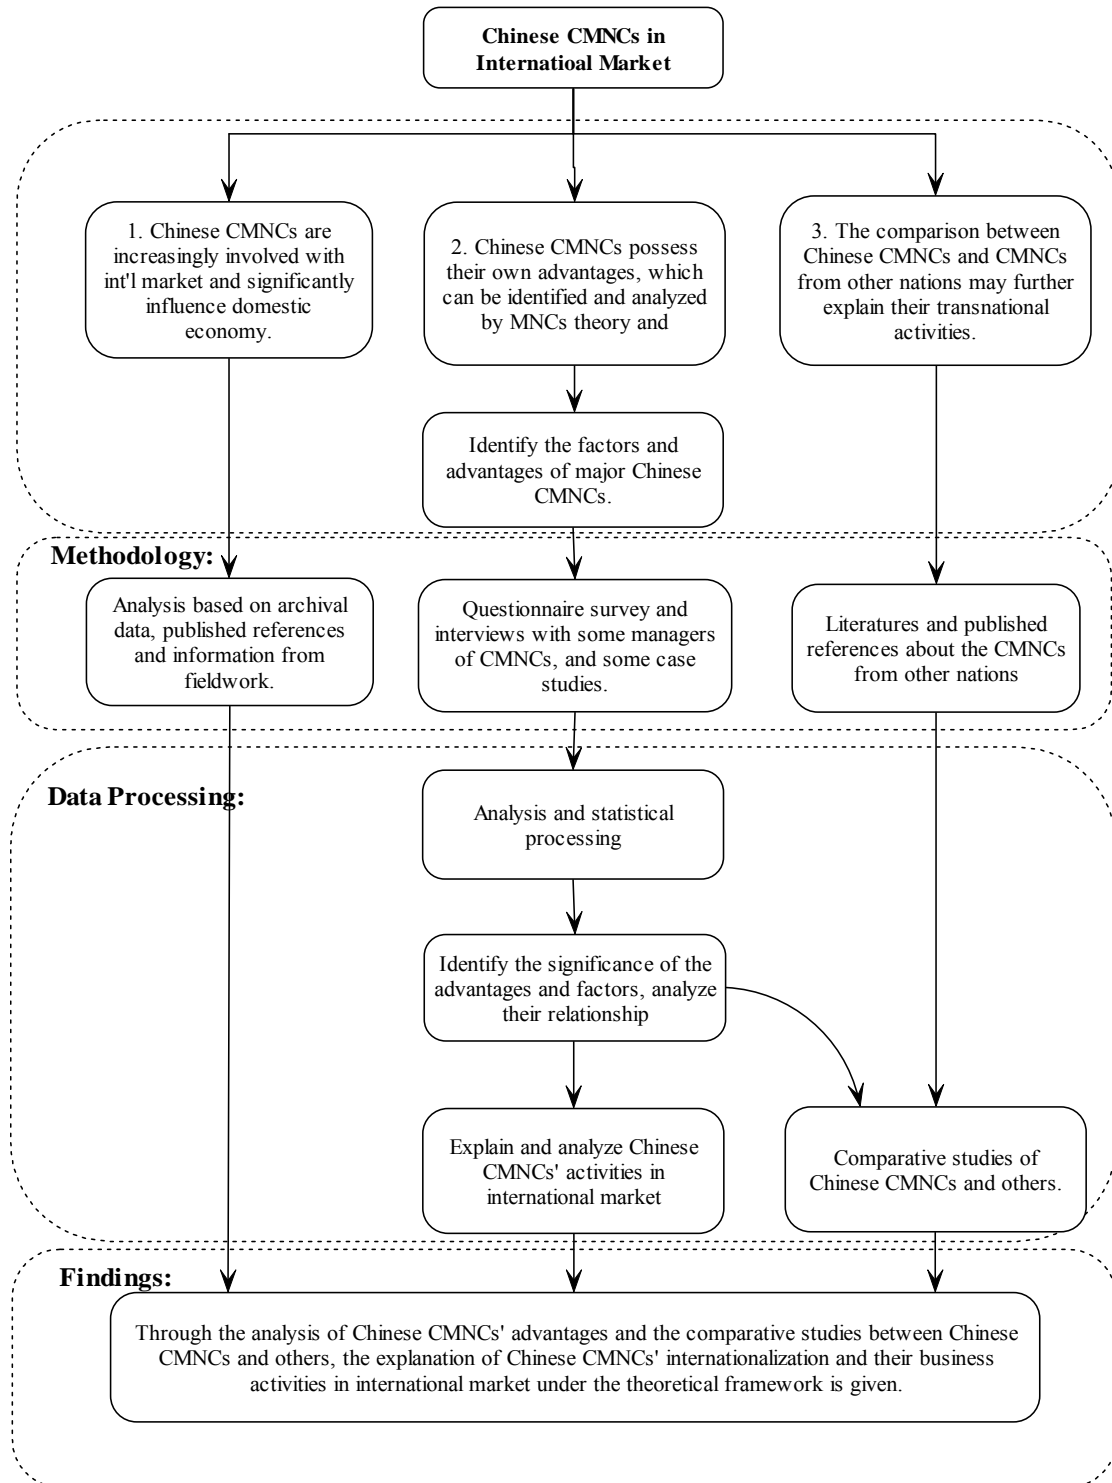 Chinese CMNCs in
Internatioal Market
1. Chinese CMNCs are
increasingly involved with
int'l market and significantly
influence domestic
economy.
2. Chinese CMNCs possess
their own advantages, which
can be identified and analyzed
by MNCs theory and
3. The comparison between
Chinese CMNCs and CMNCs
from other nations may further
explain their transnational
activities.
Identify the factors and
advantages of major Chinese
CMNCs.
Methodology:
Analysis based on archival
data, published references
and information from
fieldwork.
Questionnaire survey and
interviews with some managers
of CMNCs, and some case
studies.
Literatures and published
references about the CMNCs
from other nations
Data Processing:
Analysis and statistical
processing
Identify the significance of the
advantages and factors, analyze
their relationship
Explain and analyze Chinese
CMNCs' activities in
international market
Comparative studies of
Chinese CMNCs and others.
Findings:
Through the analysis of Chinese CMNCs' advantages and the comparative studies between Chinese
CMNCs and others, the explanation of Chinese CMNCs' internationalization and their business
activities in international market under the theoretical framework is given.